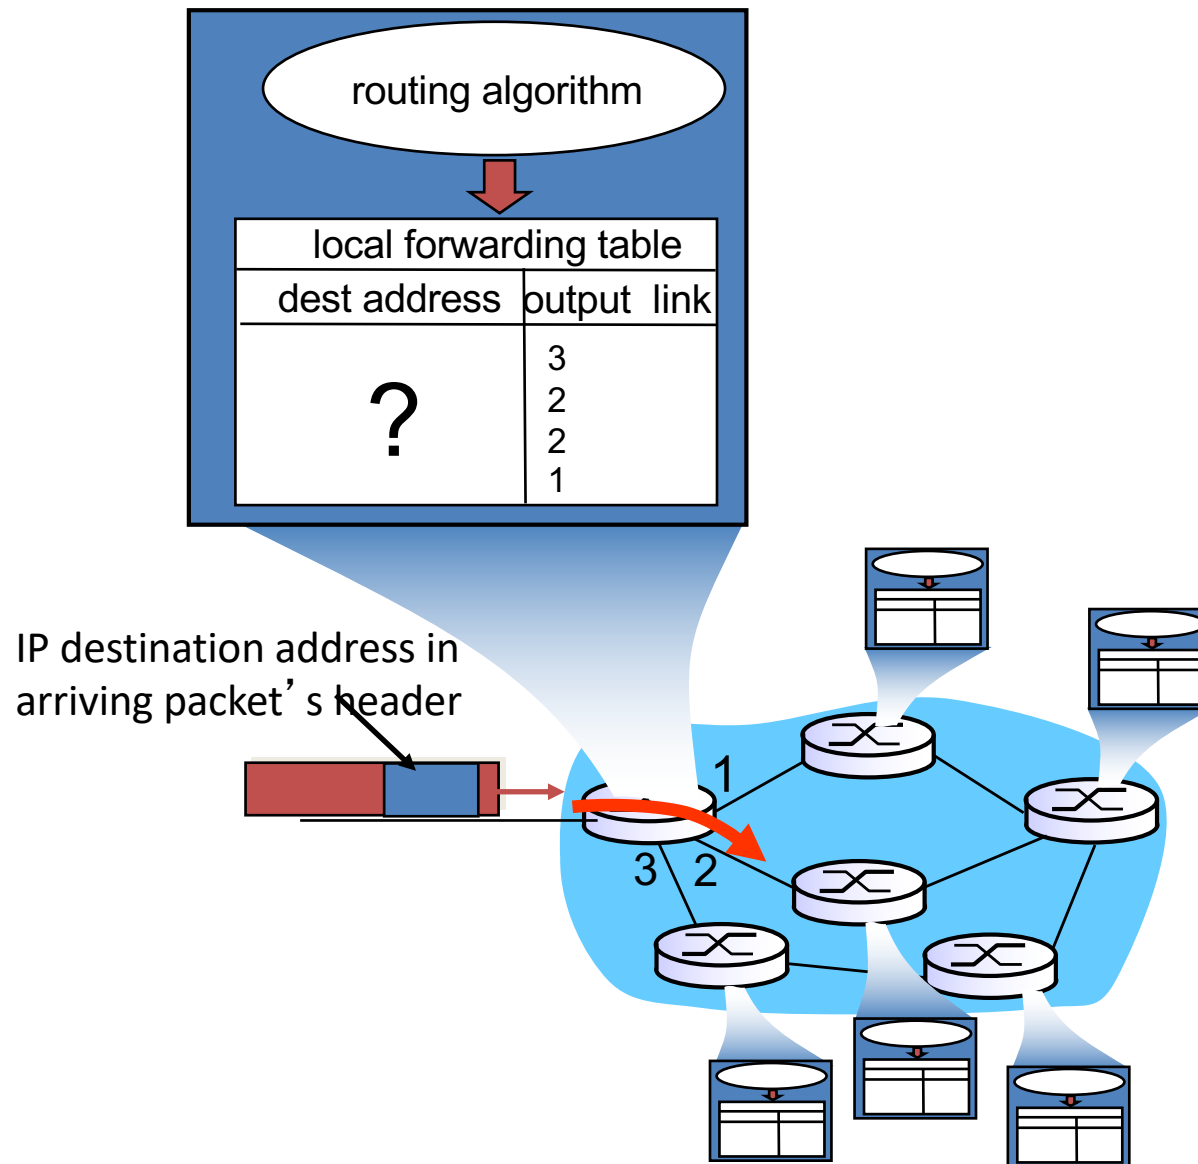 routing algorithm
local forwarding table
dest address output link
3
?
2
2
1
IP destination address in
arriving packet’s header
1
3 2